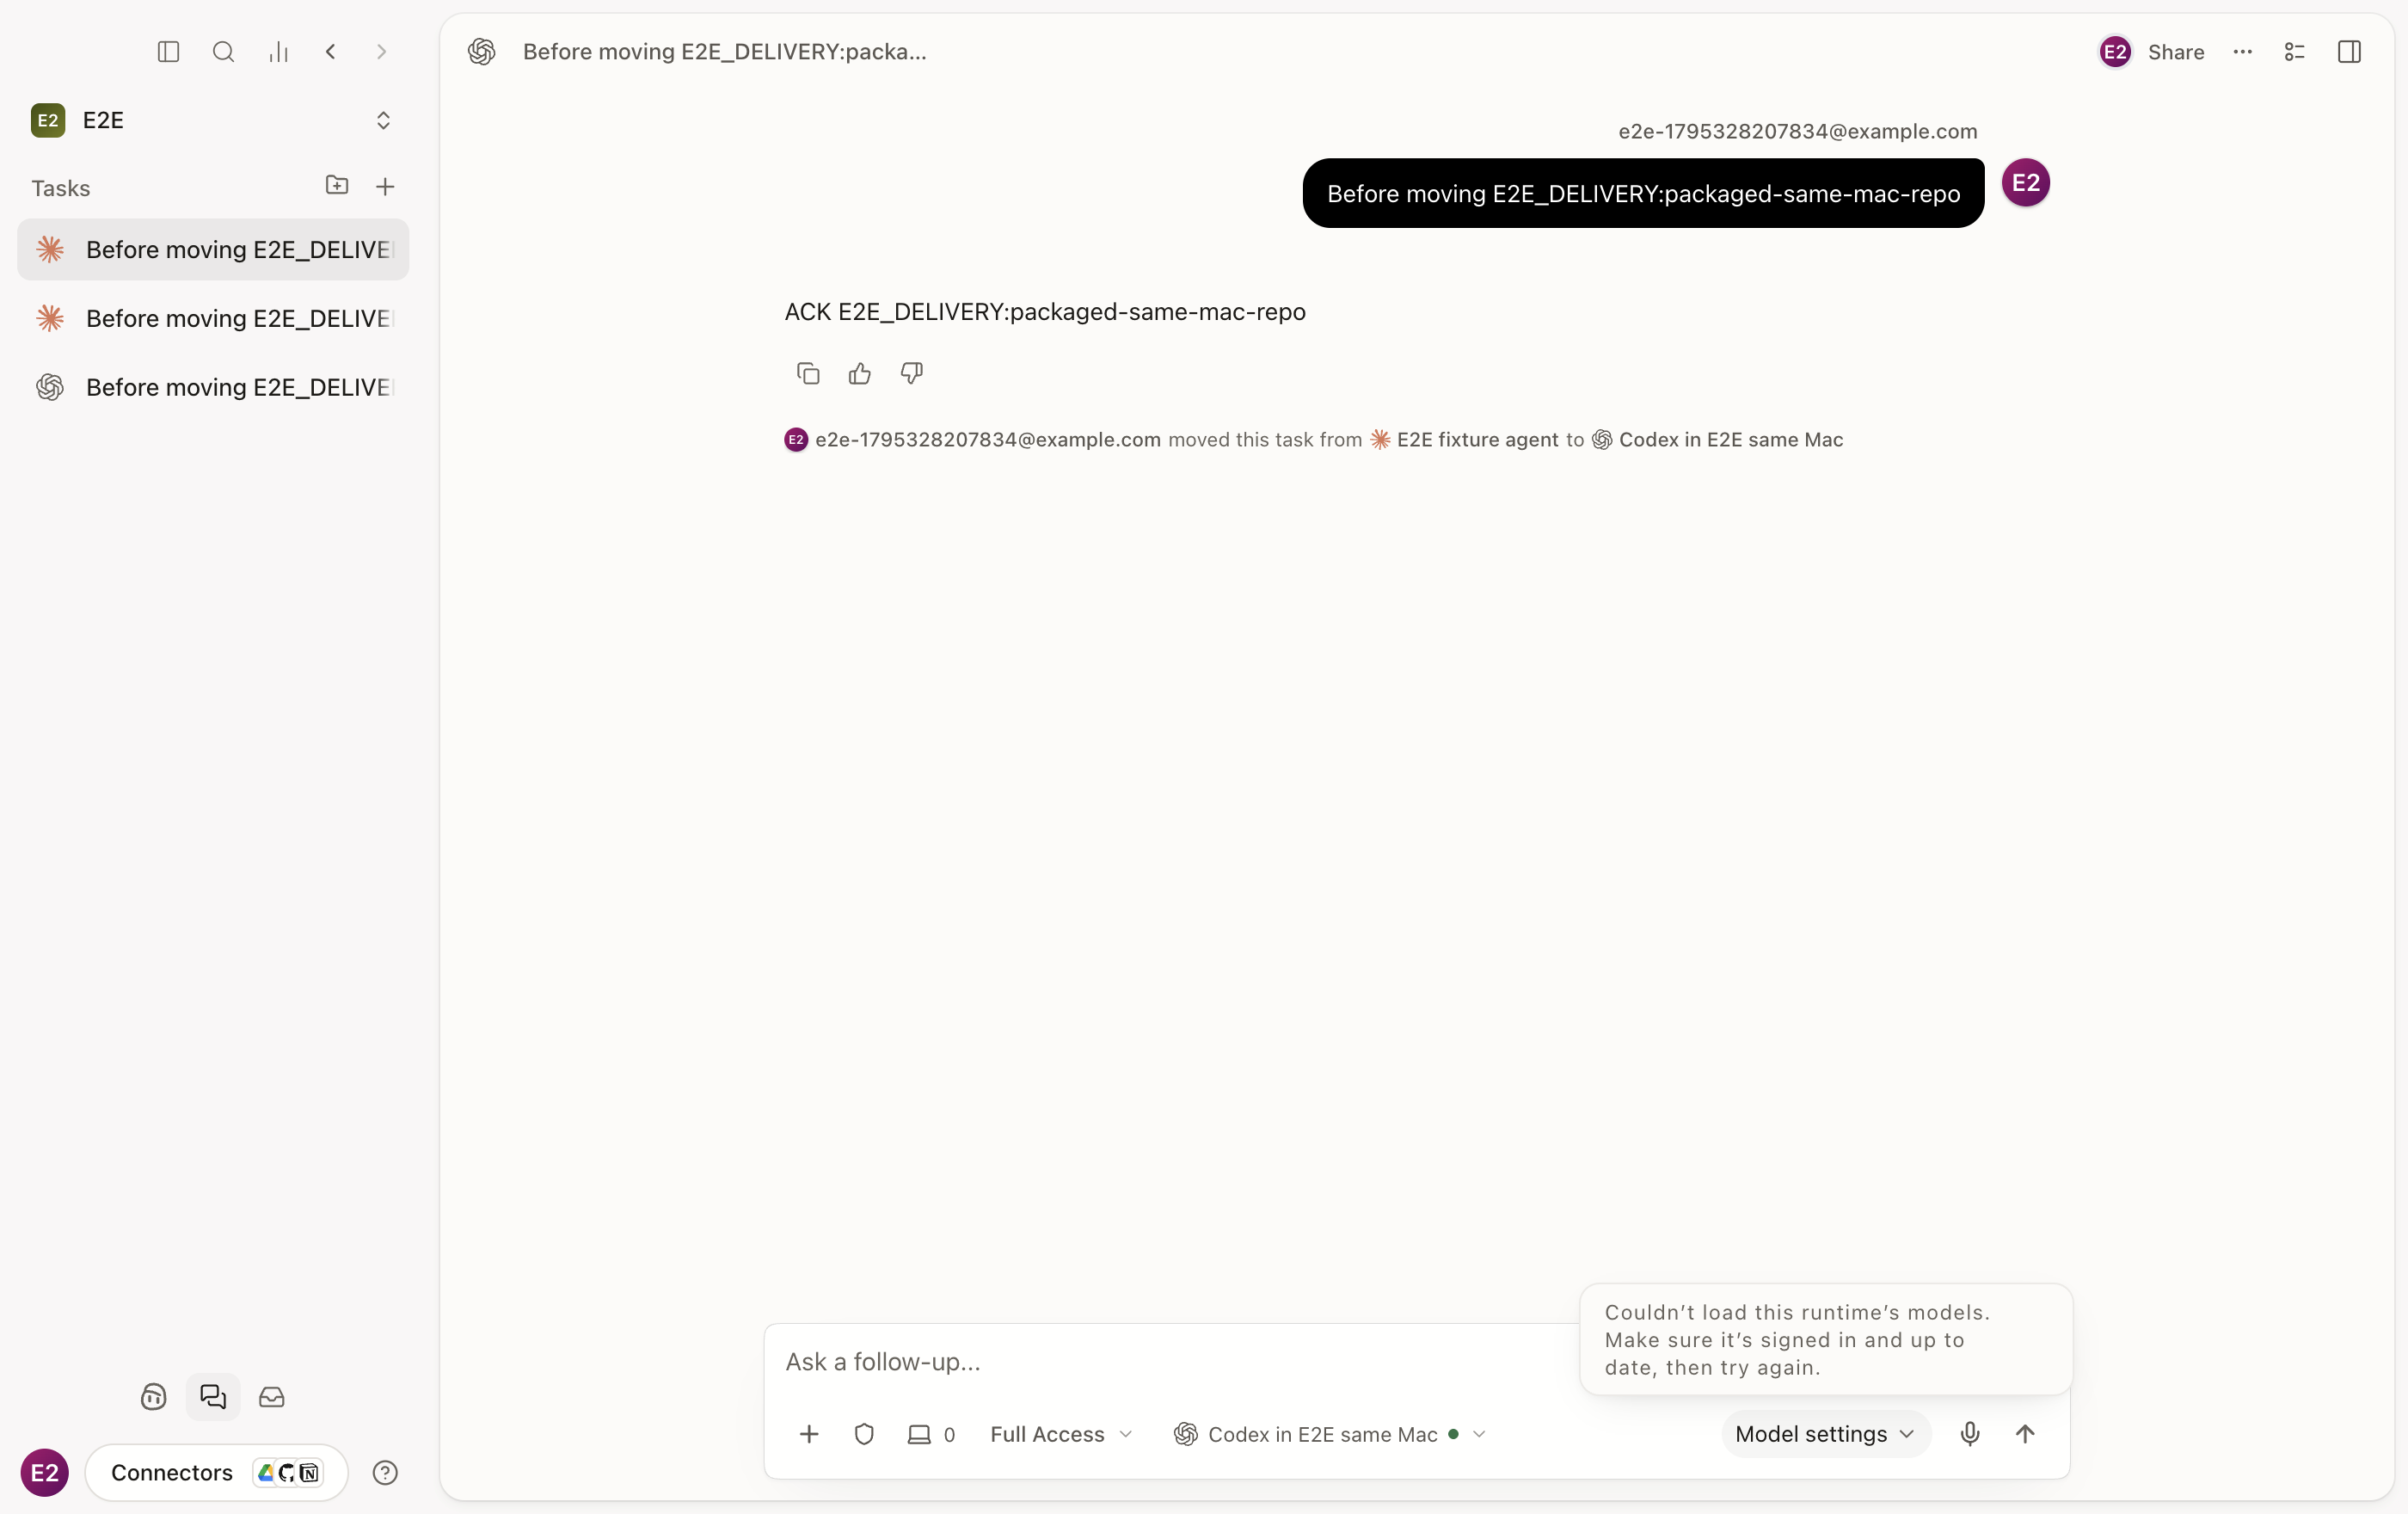 Before moving E2E_DELIVERY:packa...
E2 Share
E2 E2E
Tasks
Before moving E2E_DELIVE
Before moving E2E_DELIVE
Before moving E2E_DELIVE
e2e-1795328207834@example.com
Before moving E2E_DELIVERY:packaged-same-mac-repo
E2
ACK E2E_DELIVERY:packaged-same-mac-repo
E2 e2e-1795328207834@example.com moved this task from E2E fixture agent to Codex in E2E same Mac
Couldn’t load this runtime’s models.
Make sure it’s signed in and up to
date, then try again.
Ask a follow-up...
0 Full Access Codex in E2E same Mac Model settings
E2 Connectors